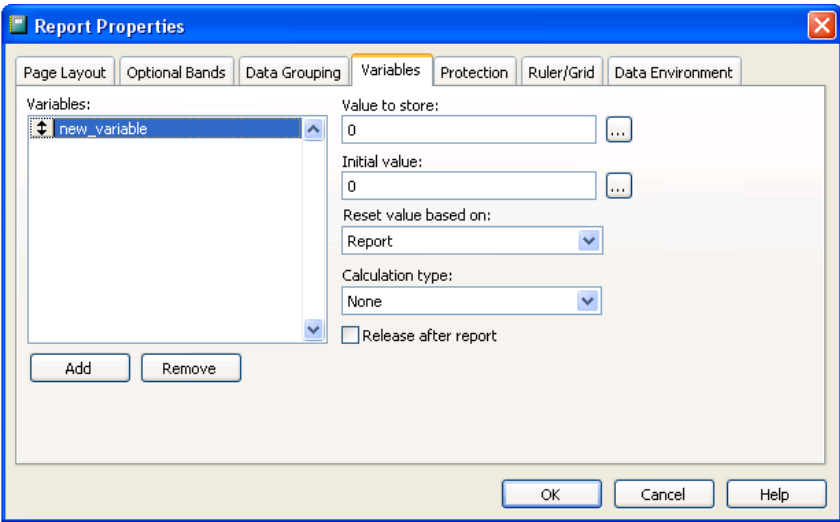 Report Properties
Page Layout Optional Bands Data Grouping Variables Protection Ruler/Grid Data Environment
Variables:
new_variable
Value to store:
0
...
Initial value:
0
...
Reset value based on:
Report
Calculation type:
None
Release after report
Add Remove
OK Cancel Help